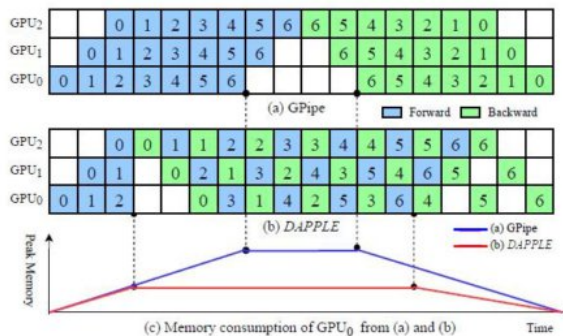 GPU2 0 1 2 3 4 5 6 6 5 4 3 2 1 0
GPU1 0 1 2 3 4 5 6 6 5 4 3 2 1 0
GPU0 0 1 2 3 4 5 6 6 5 4 3 2 1 0
(a) GPipe
Forward Backward
GPU2 0 0 1 1 2 2 3 3 4 4 5 5 6 6
GPU1 0 1 0 2 1 3 2 4 3 5 4 6 5 6
GPU0 0 1 2 0 3 1 4 2 5 3 6 4 5 6
(b) DAPPLE
(a) GPipe
(b) DAPPLE
Peak Memory
(c) Memory consumption of GPU0 from (a) and (b) Time